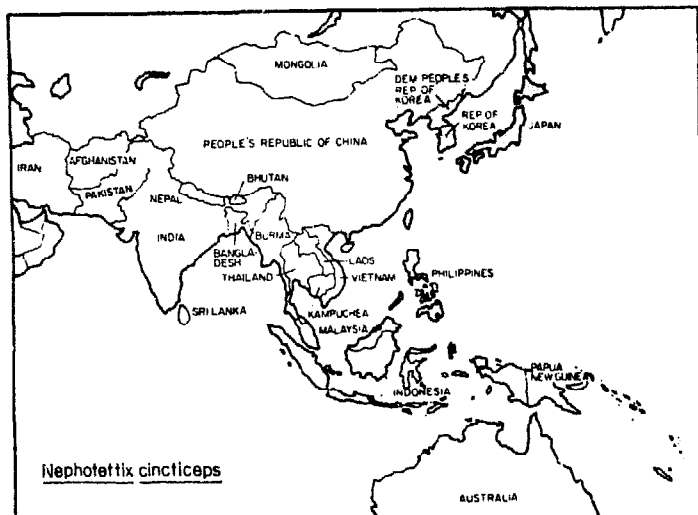 MONGOLIA
DEM PEOPLE'S
REP OF
KOREA
REP OF
KOREA
JAPAN
PEOPLE'S REPUBLIC OF CHINA
IRAN
AFGHANISTAN
PAKISTAN
NEPAL
BHUTAN
INDIA
BURMA
BANGLA-
DESH
LAOS
THAILAND
VIETNAM
PHILIPPINES
SRI LANKA
KAMPUCHEA
MALAYSIA
PAPUA
NEW GUINEA
INDONESIA
Nephotettix cincticeps
AUSTRALIA